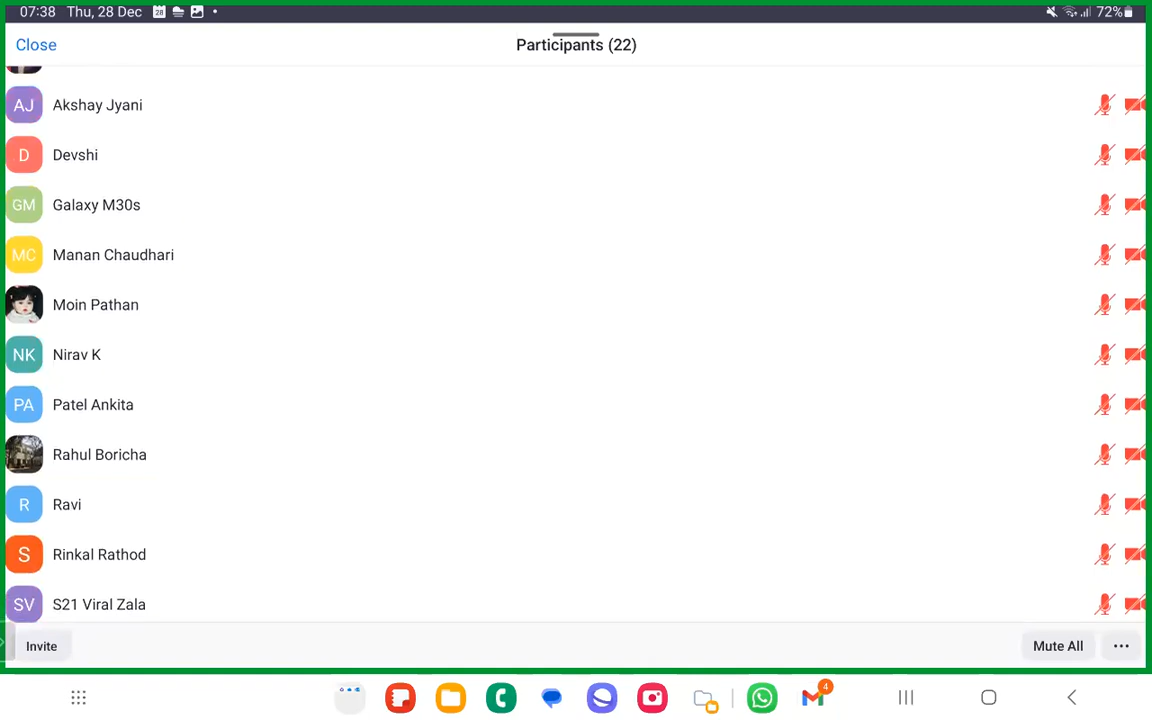 07:38 Thu, 28 Dec 28 72%
Close
Participants (22)
AJ Akshay Jyani
D Devshi
GM Galaxy M30s
MC Manan Chaudhari
Moin Pathan
NK Nirav K
PA Patel Ankita
Rahul Boricha
R Ravi
S Rinkal Rathod
SV S21 Viral Zala
Invite
Mute All
4